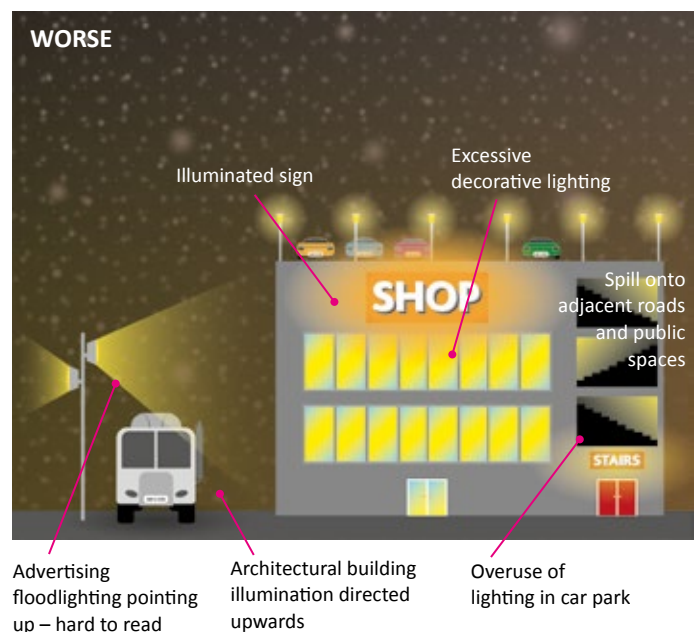 WORSE
Illuminated sign
Excessive
decorative lighting
SHOP
Spill onto
adjacent roads
and public
spaces
STAIRS
Advertising
floodlighting pointing
up – hard to read
Architectural building
illumination directed
upwards
Overuse of
lighting in car park